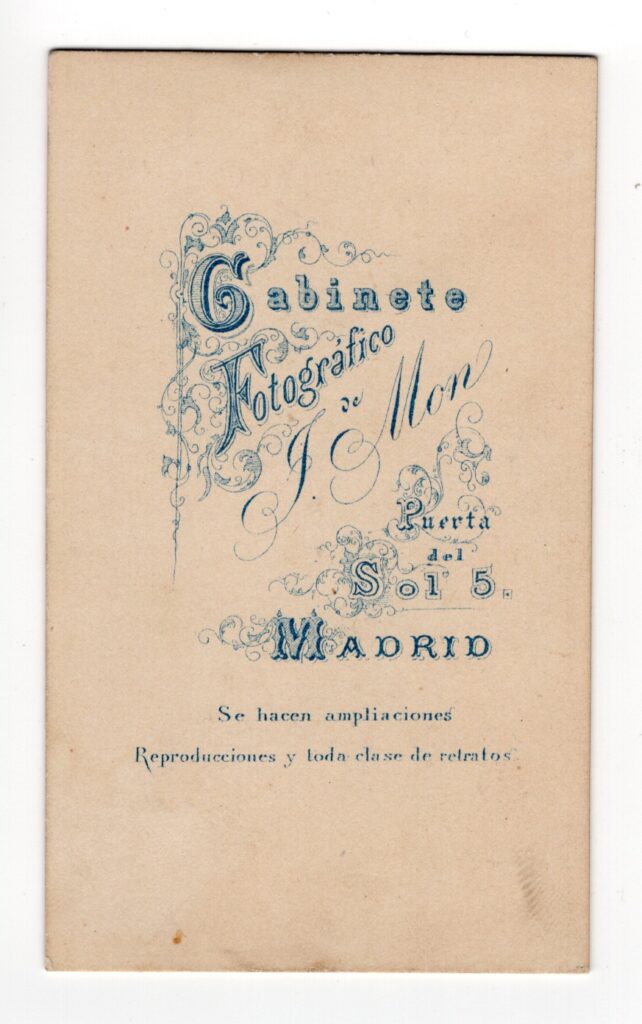 Gabinete
Fotográfico
de
J. Mon
Puerta
del
Sol 5.
MADRID
Se hacen ampliaciones
Reproducciones y toda clase de retratos.